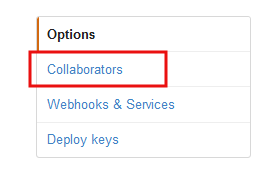 Options
Collaborators
Webhooks & Services
Deploy keys